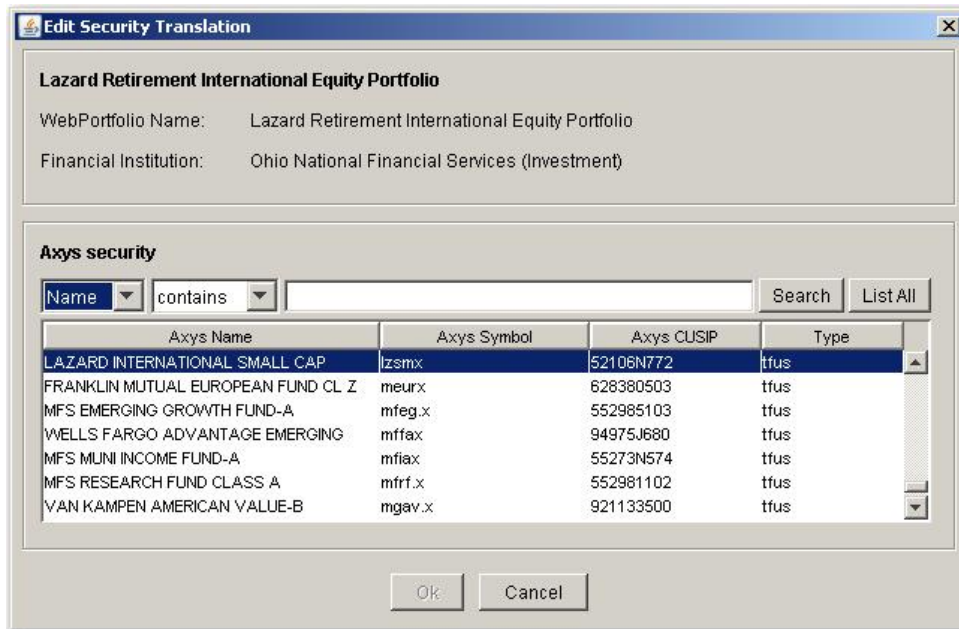 Edit Security Translation
Lazard Retirement International Equity Portfolio
WebPortfolio Name: Lazard Retirement International Equity Portfolio
Financial Institution: Ohio National Financial Services (Investment)
Axys security
Name contains Search List All
Axys Name Axys Symbol Axys CUSIP Type
LAZARD INTERNATIONAL SMALL CAP lzsmx 52106N772 tfus
FRANKLIN MUTUAL EUROPEAN FUND CL Z meurx 628380503 tfus
MFS EMERGING GROWTH FUND-A mfeg.x 552985103 tfus
WELLS FARGO ADVANTAGE EMERGING mffax 94975J680 tfus
MFS MUNI INCOME FUND-A mfiax 55273N574 tfus
MFS RESEARCH FUND CLASS A mfrf.x 552981102 tfus
VAN KAMPEN AMERICAN VALUE-B mgav.x 921133500 tfus
Ok Cancel